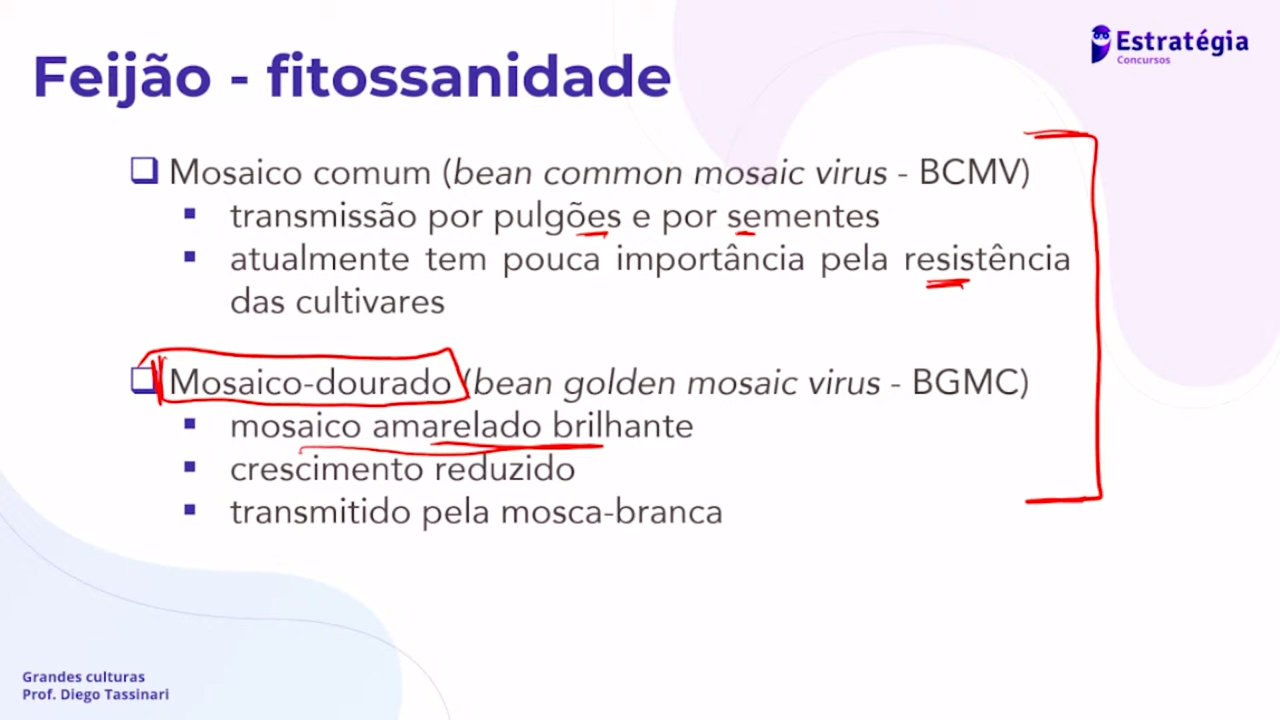 Estratégia
Concursos
Feijão - fitossanidade
Mosaico comum (bean common mosaic virus - BCMV)
transmissão por pulgões e por sementes
atualmente tem pouca importância pela resistência
das cultivares
Mosaico-dourado (bean golden mosaic virus - BGMC)
mosaico amarelado brilhante
crescimento reduzido
transmitido pela mosca-branca
Grandes culturas
Prof. Diego Tassinari